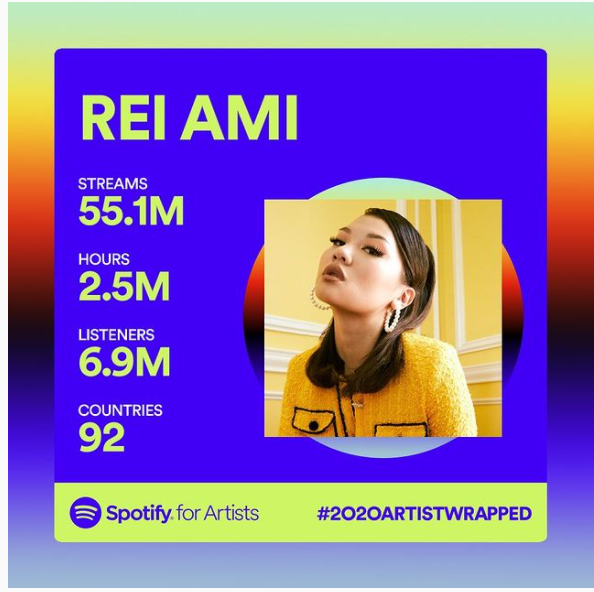 REI AMI
STREAMS
55.1M
HOURS
2.5M
LISTENERS
6.9M
COUNTRIES
92
Spotify for Artists
#2020ARTISTWRAPPED